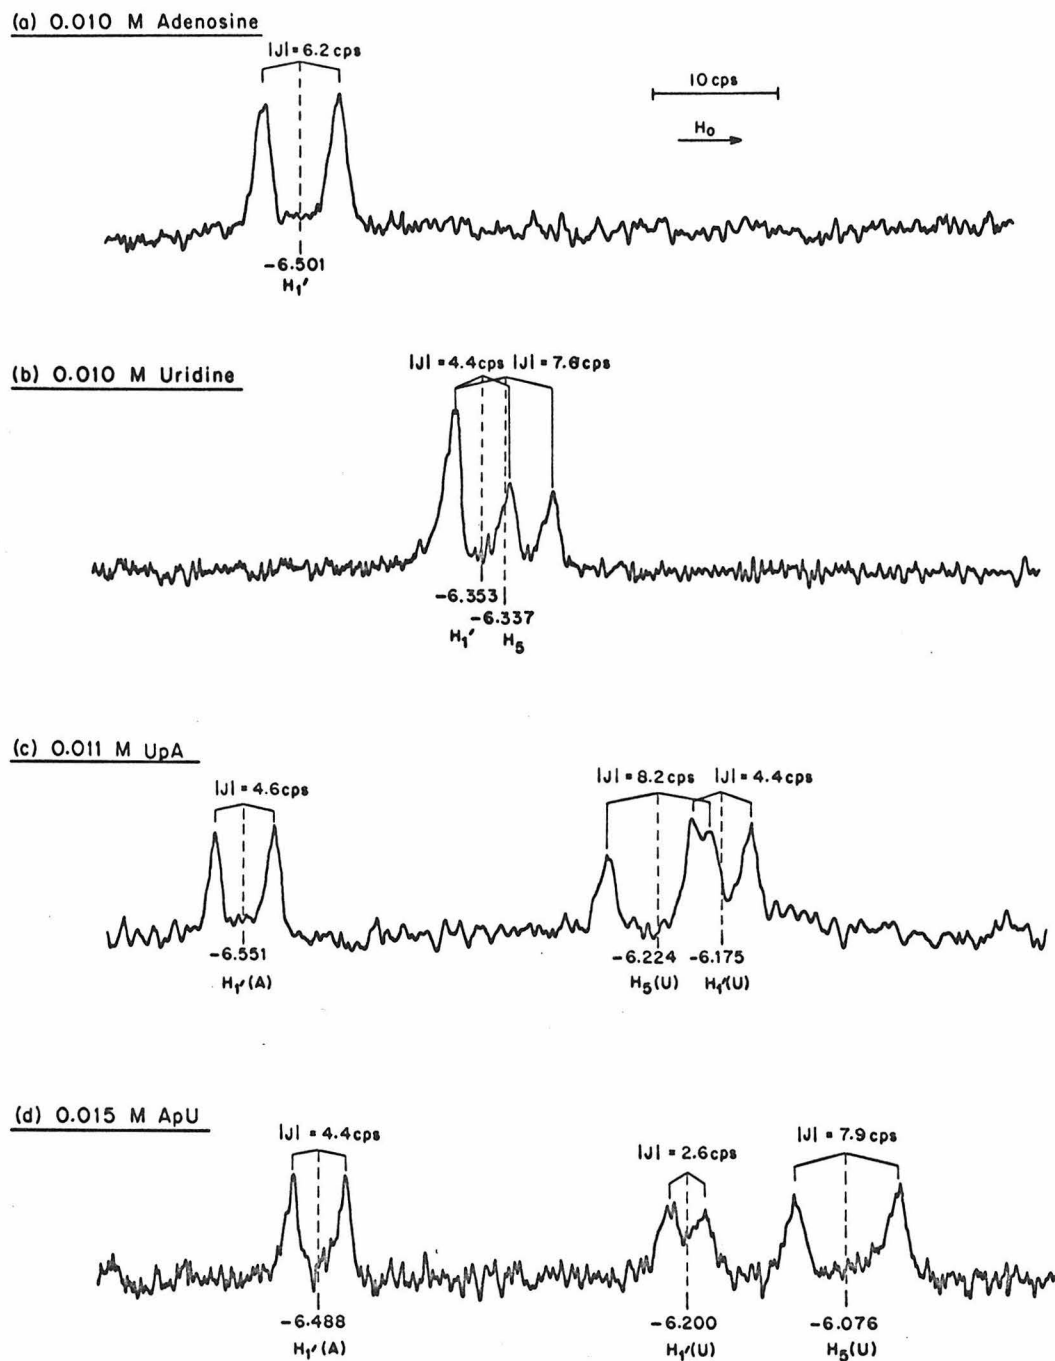 (a) 0.010 M Adenosine
|J| = 6.2 cps
10 cps
H₀
-6.501
H₁′
(b) 0.010 M Uridine
|J| = 4.4 cps |J| = 7.6 cps
-6.353
-6.337
H₁′ H₅
(c) 0.011 M UpA
|J| = 4.6 cps
|J| = 8.2 cps |J| = 4.4 cps
-6.551 -6.224 -6.175
H₁′(A) H₅(U) H₁′(U)
(d) 0.015 M ApU
|J| = 4.4 cps |J| = 2.6 cps |J| = 7.9 cps
-6.488 -6.200 -6.076
H₁′(A) H₁′(U) H₅(U)